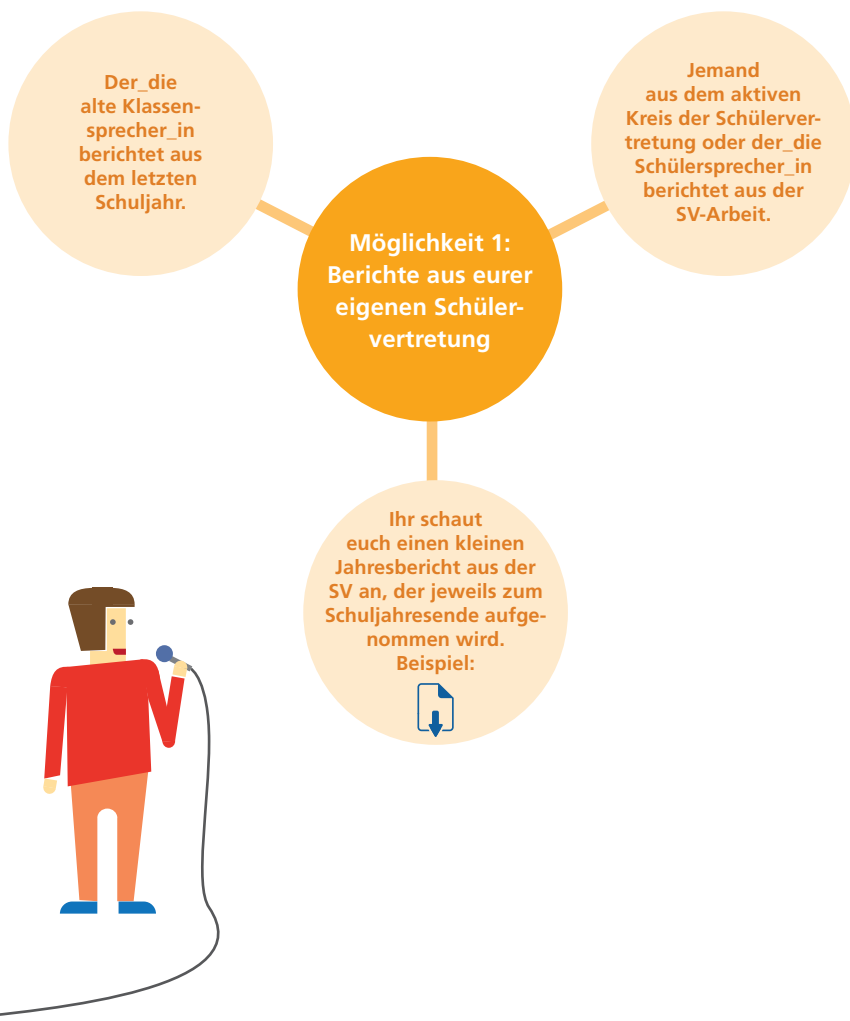 Der_die
alte Klassen-
sprecher_in
berichtet aus
dem letzten
Schuljahr.
Jemand
aus dem aktiven
Kreis der Schülerver-
tretung oder der_die
Schülersprecher_in
berichtet aus der
SV-Arbeit.
Möglichkeit 1:
Berichte aus eurer
eigenen Schüler-
vertretung
Ihr schaut
euch einen kleinen
Jahresbericht aus der
SV an, der jeweils zum
Schuljahresende aufge-
nommen wird.
Beispiel: